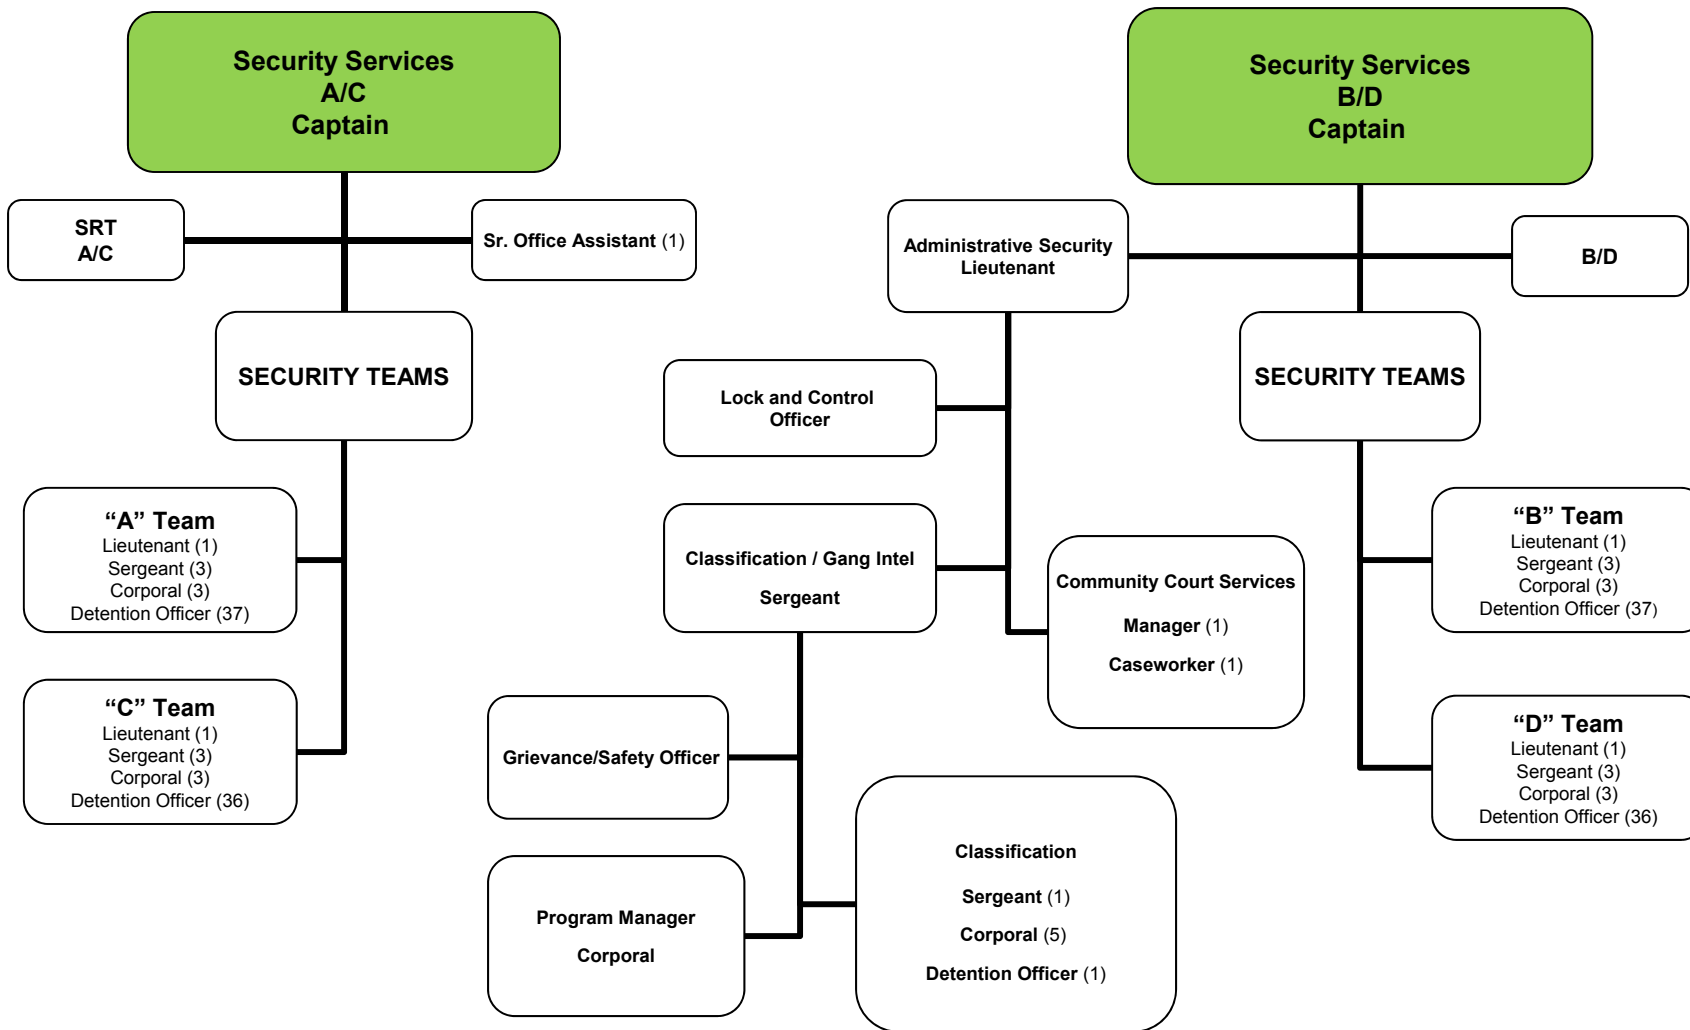 Security Services
A/C
Captain
Security Services
B/D
Captain
SRT
A/C
Sr. Office Assistant (1)
Administrative Security
Lieutenant
B/D
SECURITY TEAMS
SECURITY TEAMS
Lock and Control
Officer
“A” Team
Lieutenant (1)
Sergeant (3)
Corporal (3)
Detention Officer (37)
Classification / Gang Intel
Sergeant
Community Court Services
Manager (1)
Caseworker (1)
“B” Team
Lieutenant (1)
Sergeant (3)
Corporal (3)
Detention Officer (37)
“C” Team
Lieutenant (1)
Sergeant (3)
Corporal (3)
Detention Officer (36)
Grievance/Safety Officer
“D” Team
Lieutenant (1)
Sergeant (3)
Corporal (3)
Detention Officer (36)
Program Manager
Corporal
Classification
Sergeant (1)
Corporal (5)
Detention Officer (1)